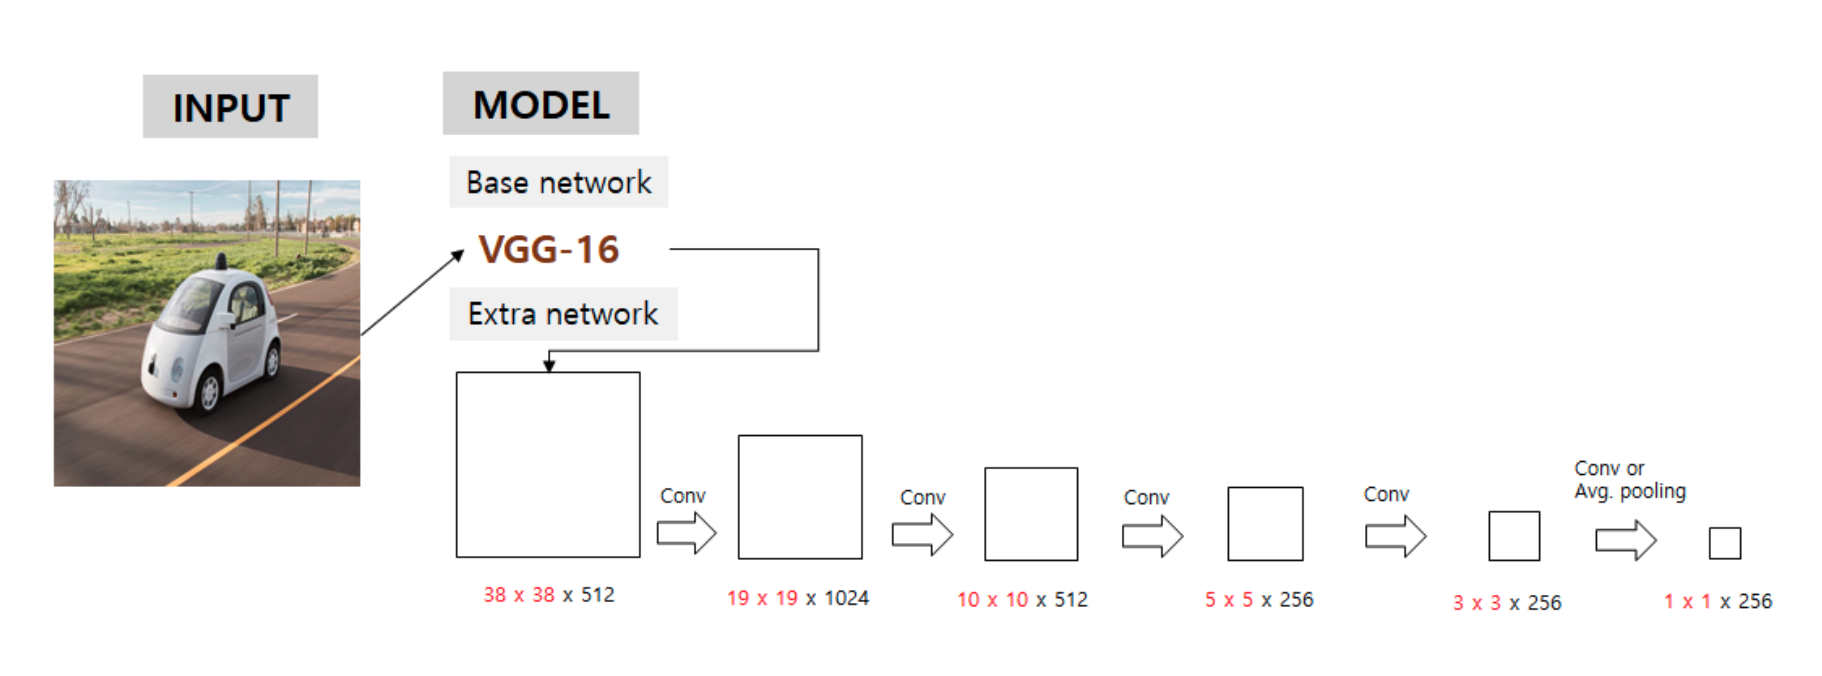 INPUT
MODEL
Base network
VGG-16
Extra network
Conv
Conv
Conv
Conv
Conv or
Avg. pooling
38 x 38 x 512
19 x 19 x 1024
10 x 10 x 512
5 x 5 x 256
3 x 3 x 256
1 x 1 x 256